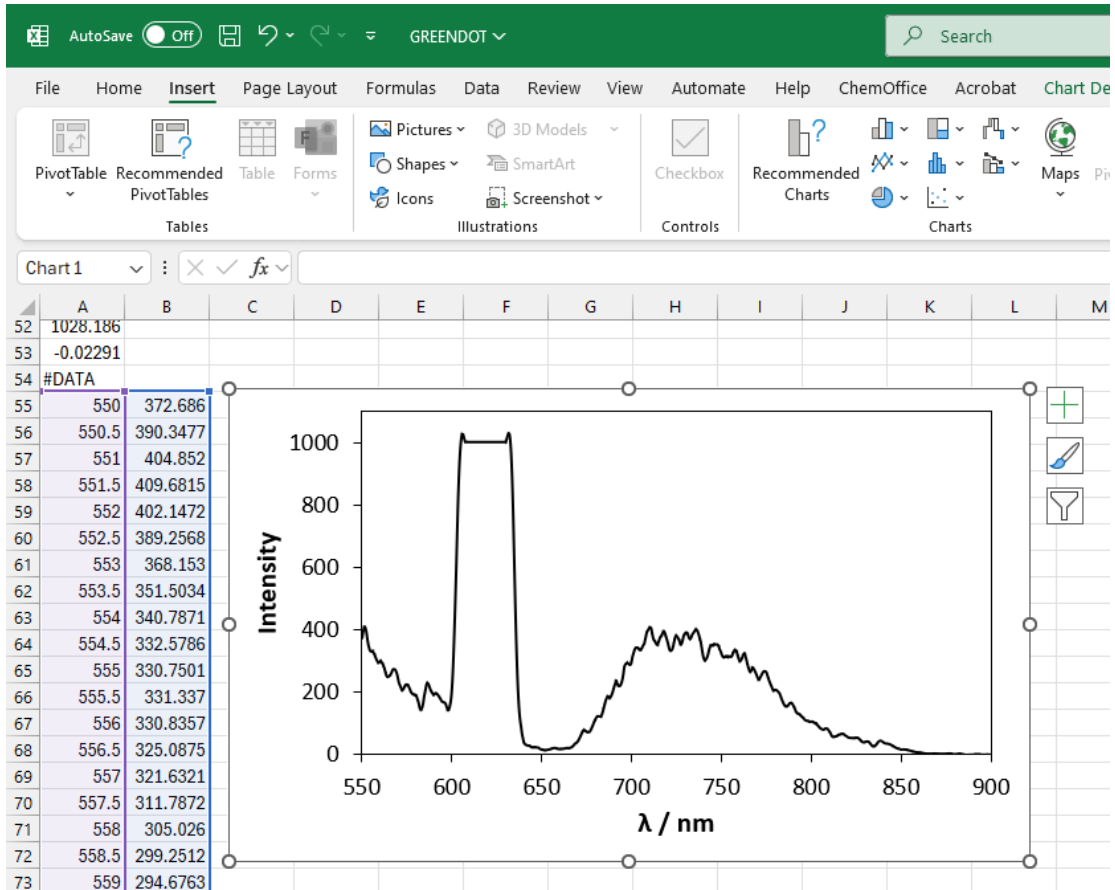 AutoSave Off GREENDOT Search
File Home Insert Page Layout Formulas Data Review View Automate Help ChemOffice Acrobat Chart De
PivotTable
Recommended
PivotTables
Table
Forms
Tables
Pictures
Shapes
Icons
3D Models
SmartArt
Screenshot
Illustrations
Checkbox
Controls
Recommended
Charts
Charts
Maps
Chart 1 fx
A B C D E F G H I J K L M
52 1028.186
53 -0.02291
54 #DATA
55 550 372.686
56 550.5 390.3477
57 551 404.852
58 551.5 409.6815
59 552 402.1472
60 552.5 389.2568
61 553 368.153
62 553.5 351.5034
63 554 340.7871
64 554.5 332.5786
65 555 330.7501
66 555.5 331.337
67 556 330.8357
68 556.5 325.0875
69 557 321.6321
70 557.5 311.7872
71 558 305.026
72 558.5 299.2512
73 559 294.6763
Intensity
1000
800
600
400
200
0
550 600 650 700 750 800 850 900
λ / nm